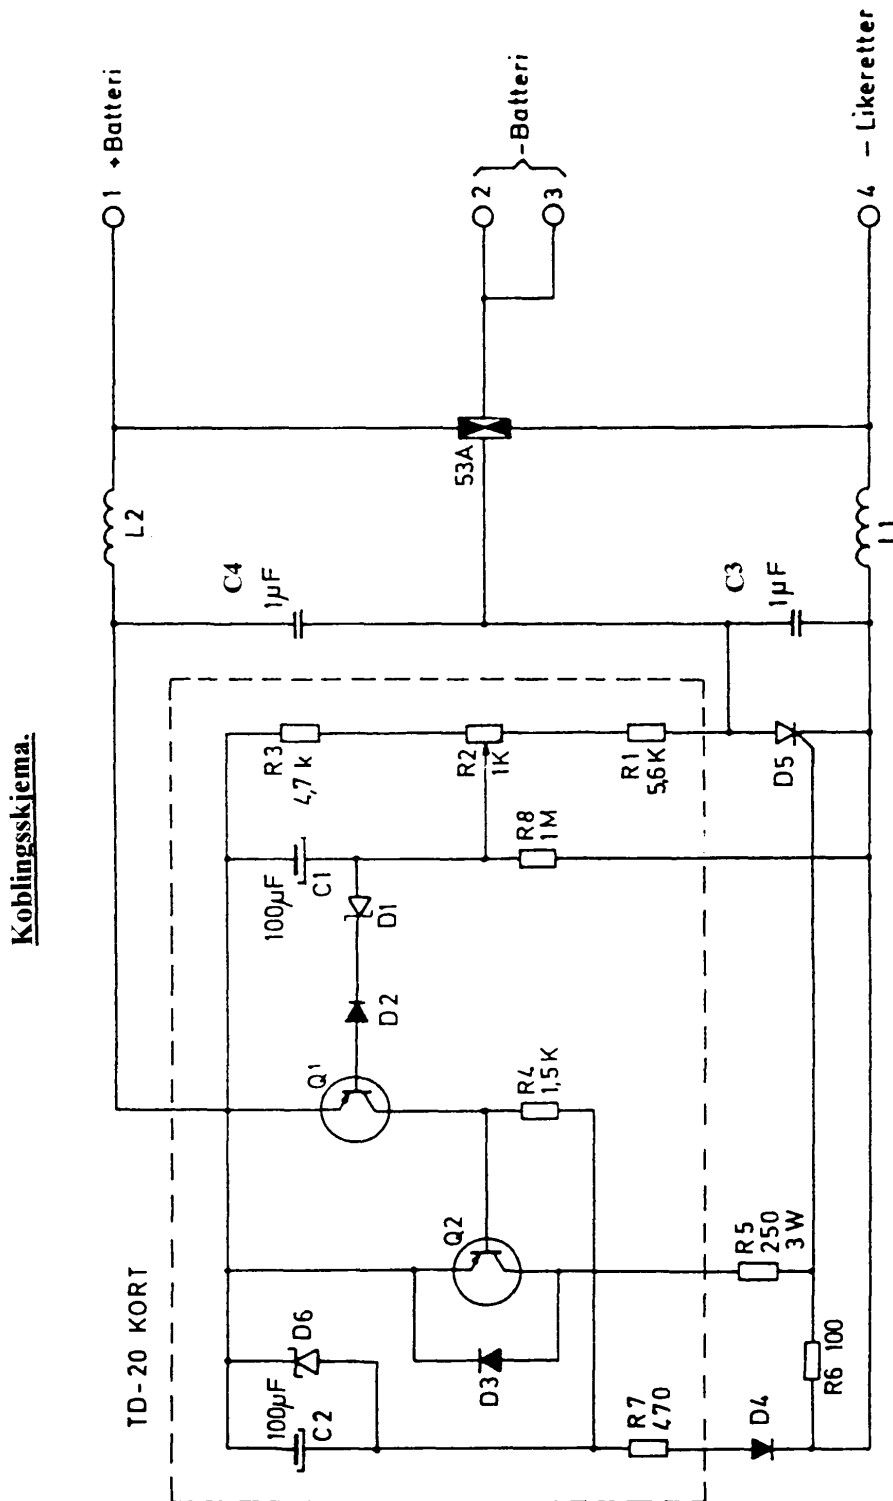 Koblingsskjema.
TD-20 KORT
1 +Batteri
2
3
-Batteri
4 - Likeretter
L2
L1
53A
C4
1µF
C3
1µF
R3
4,7 k
R2
1K
R1
5,6K
D5
100µF
C1
R8
1M
D1
D2
Q1
R4
1,5K
Q2
R5
250
3W
D6
100µF
C2
D3
R7
470
D4
R6 100